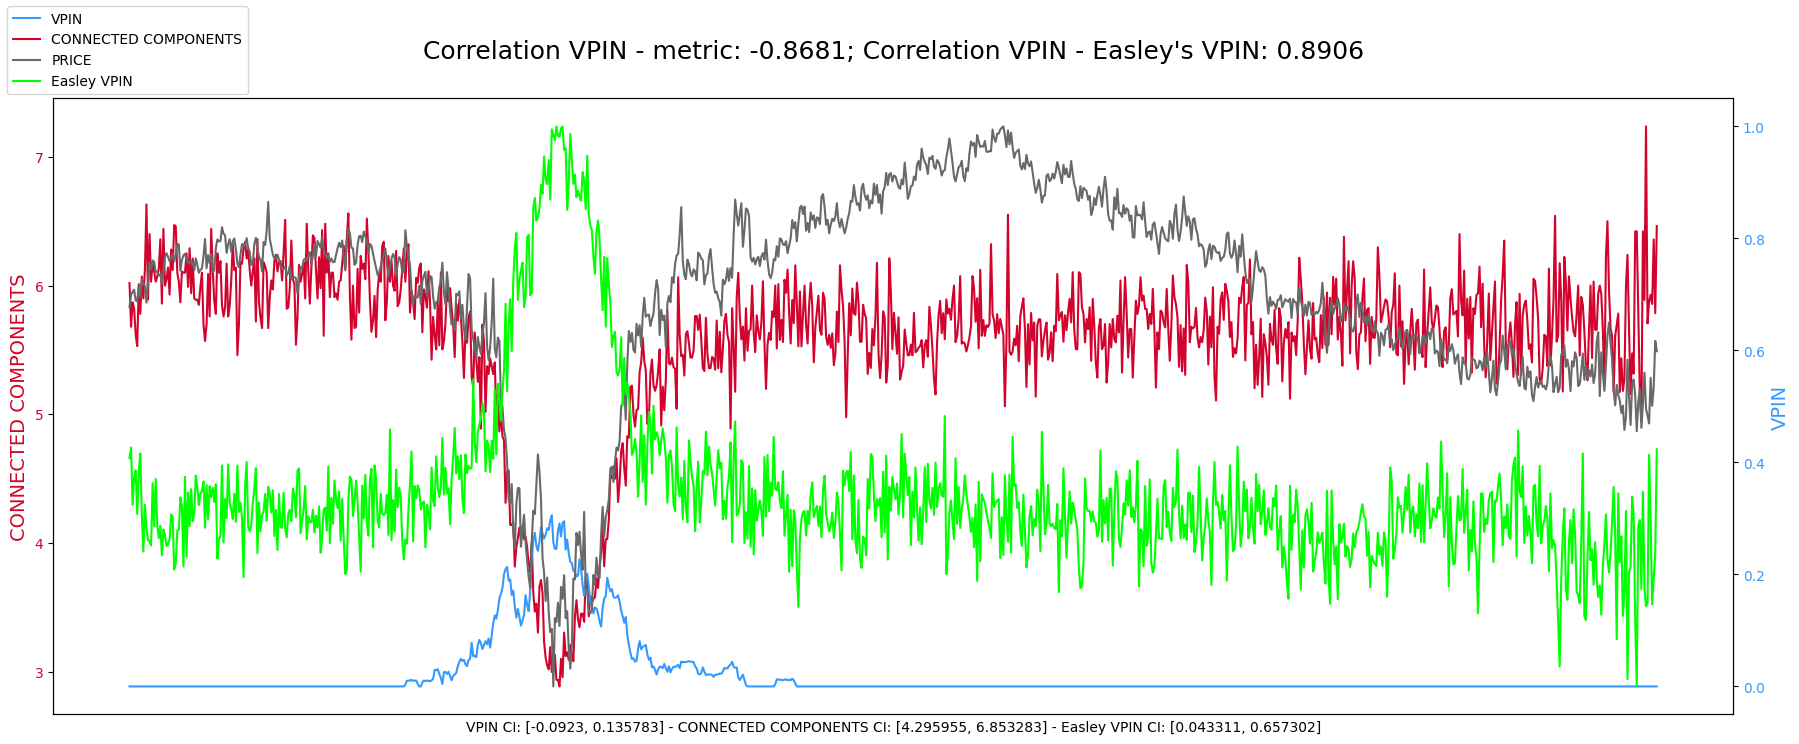 VPIN
CONNECTED COMPONENTS
PRICE
Easley VPIN
Correlation VPIN - metric: -0.8681; Correlation VPIN - Easley's VPIN: 0.8906
CONNECTED COMPONENTS
7
6
5
4
3
1.0
0.8
0.6
0.4
0.2
0.0
VPIN
VPIN CI: [-0.0923, 0.135783] - CONNECTED COMPONENTS CI: [4.295955, 6.853283] - Easley VPIN CI: [0.043311, 0.657302]